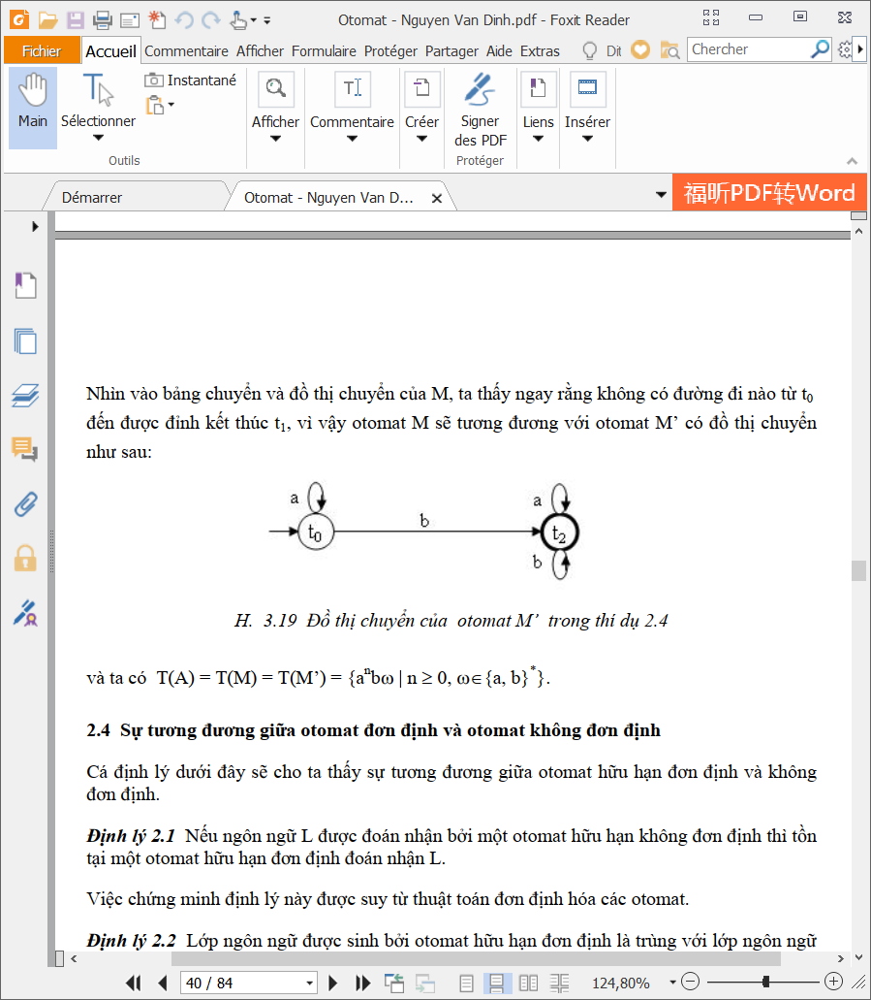 Otomat - Nguyen Van Dinh.pdf - Foxit Reader
Fichier Accueil Commentaire Afficher Formulaire Protéger Partager Aide Extras Dit Chercher
Main
Sélectionner
Instantané
Outils
Afficher
Commentaire
Créer
Signer
des PDF
Protéger
Liens
Insérer
Démarrer
Otomat - Nguyen Van D...
福昕PDF转Word
Nhìn vào bảng chuyển và đồ thị chuyển của M, ta thấy ngay rằng không có đường đi nào từ t₀
đến được đỉnh kết thúc t₁, vì vậy otomat M sẽ tương đương với otomat M’ có đồ thị chuyển
như sau:
a a
b
t₀ t₂
b
H. 3.19 Đồ thị chuyển của otomat M’ trong thí dụ 2.4
và ta có T(A) = T(M) = T(M’) = {aⁿbω | n ≥ 0, ω∈{a, b}*}.
2.4 Sự tương đương giữa otomat đơn định và otomat không đơn định
Cá định lý dưới đây sẽ cho ta thấy sự tương đương giữa otomat hữu hạn đơn định và không
đơn định.
Định lý 2.1 Nếu ngôn ngữ L được đoán nhận bởi một otomat hữu hạn không đơn định thì tồn
tại một otomat hữu hạn đơn định đoán nhận L.
Việc chứng minh định lý này được suy từ thuật toán đơn định hóa các otomat.
Định lý 2.2 Lớp ngôn ngữ được sinh bởi otomat hữu hạn đơn định là trùng với lớp ngôn ngữ
40 / 84
124,80%